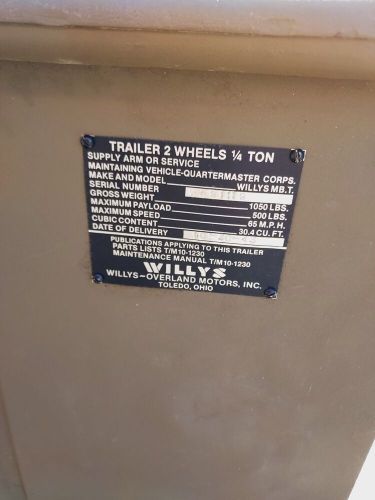 TRAILER 2 WHEELS 1/4 TON
SUPPLY ARM OR SERVICE
MAINTAINING VEHICLE-QUARTERMASTER CORPS.
MAKE AND MODEL WILLYS MB.T.
SERIAL NUMBER
GROSS WEIGHT 1050 LBS.
MAXIMUM PAYLOAD 500 LBS.
MAXIMUM SPEED 65 M.P.H.
CUBIC CONTENT 30.4 CU. FT.
DATE OF DELIVERY
PUBLICATIONS APPLYING TO THIS TRAILER
PARTS LISTS T/M10-1230
MAINTENANCE MANUAL T/M10-1230
WILLYS
WILLYS-OVERLAND MOTORS, INC.
TOLEDO, OHIO